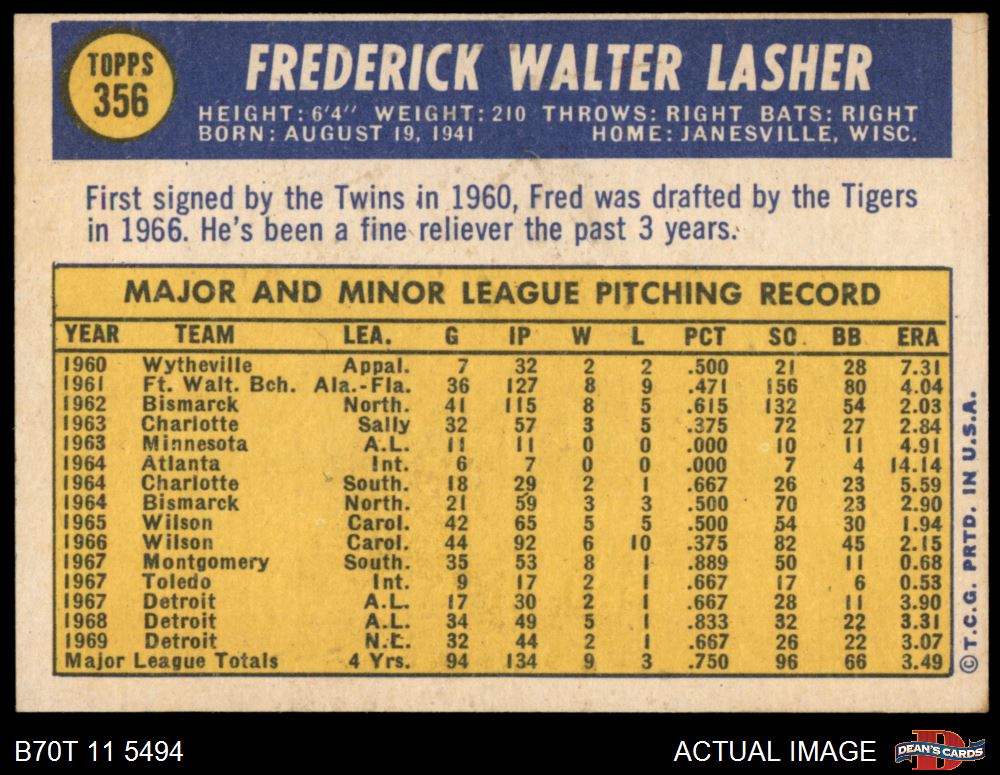 TOPPS
356
FREDERICK WALTER LASHER
HEIGHT: 6'4" WEIGHT: 210 THROWS: RIGHT BATS: RIGHT
BORN: AUGUST 19, 1941 HOME: JANESVILLE, WISC.
First signed by the Twins in 1960, Fred was drafted by the Tigers
in 1966. He's been a fine reliever the past 3 years.
MAJOR AND MINOR LEAGUE PITCHING RECORD
YEAR TEAM LEA. G IP W L PCT SO BB ERA
1960 Wytheville Appal. 7 32 2 2 .500 21 28 7.31
1961 Ft. Walt. Bch. Ala.-Fla. 36 127 8 9 .471 156 80 4.04
1962 Bismarck North. 41 115 8 5 .615 132 54 2.03
1963 Charlotte Sally 32 57 3 5 .375 72 27 2.84
1963 Minnesota A.L. 11 11 0 0 .000 10 11 4.91
1964 Atlanta Int. 6 7 0 0 .000 7 4 14.14
1964 Charlotte South. 18 29 2 1 .667 26 23 5.59
1964 Bismarck North. 21 59 3 3 .500 70 23 2.90
1965 Wilson Carol. 42 65 5 5 .500 54 30 1.94
1966 Wilson Carol. 44 92 6 10 .375 82 45 2.15
1967 Montgomery South. 35 53 8 1 .889 50 11 0.68
1967 Toledo Int. 9 17 2 1 .667 17 6 0.53
1967 Detroit A.L. 17 30 2 1 .667 28 11 3.90
1968 Detroit A.L. 34 49 5 1 .833 32 22 3.31
1969 Detroit N.L. 32 44 2 1 .667 26 22 3.07
Major League Totals 4 Yrs. 94 134 9 3 .750 96 66 3.49
© T.C.G. PRTD. IN U.S.A.
B70T 11 5494
ACTUAL IMAGE
DEAN'S CARDS